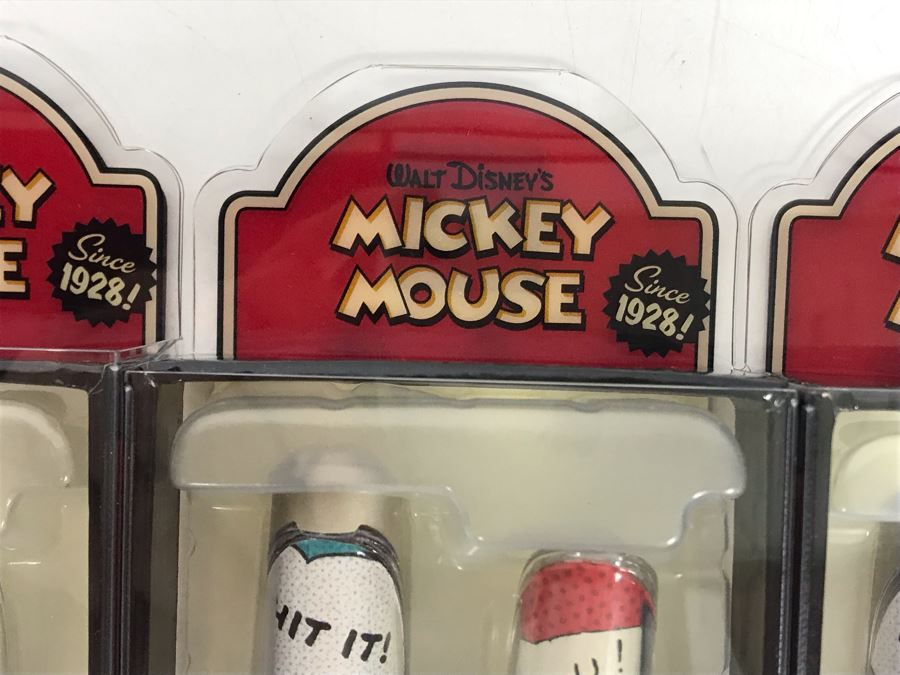 Y
E
Since
1928!
WALT DISNEY'S
MICKEY
MOUSE
Since
1928!
HIT IT!
U!